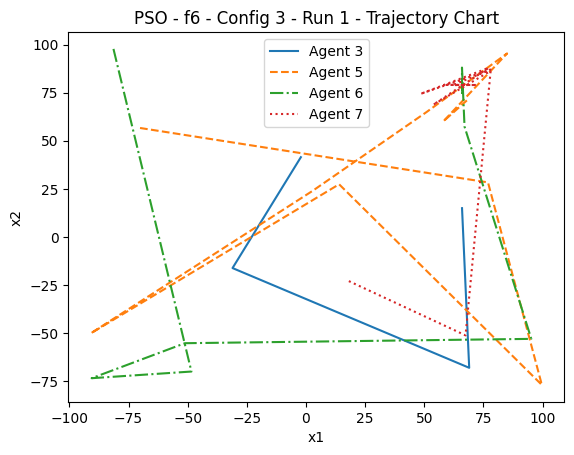 PSO - f6 - Config 3 - Run 1 - Trajectory Chart
Agent 3
Agent 5
Agent 6
Agent 7
x2
100
75
50
25
0
−25
−50
−75
−100
−75
−50
−25
0
25
50
75
100
x1